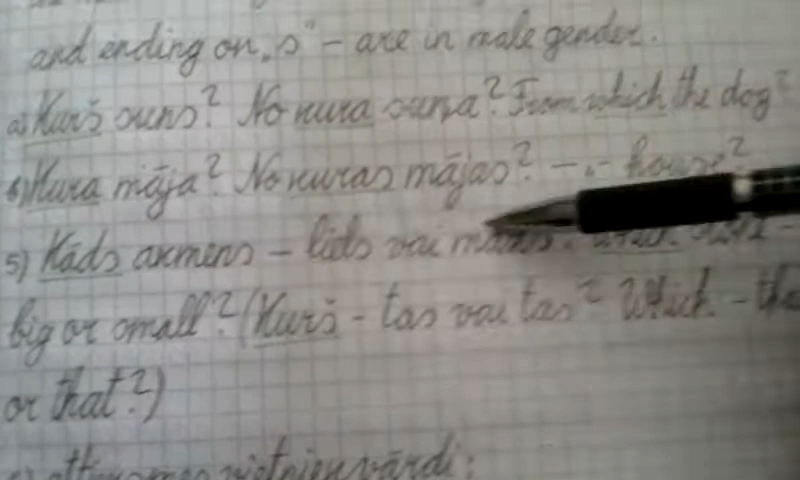 and ending on „s" - are in male gender.
a) Kurš suns? No kura suņa? From which the dog?
b) Kura māja? No kuras mājas? - „ - house?
5) Kāds akmens - liels vai mazs?
big or small? (Kurš - tas vai tas? Which - the
or that?)
vietniekvārdi: